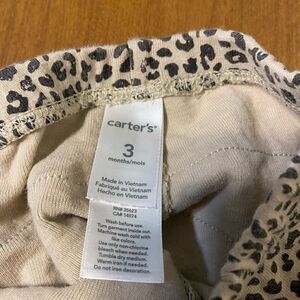 carter's
3
months/mois
Made in Vietnam
Fabriqué au Vietnam
Hecho en Vietnam
RN# 35623
CA# 14074
Wash before use.
Turn garment inside out.
Machine wash cold with
like colors.
Use only non-chlorine
bleach when needed.
Tumble dry medium.
Warm iron if needed.
Do not iron decoration.